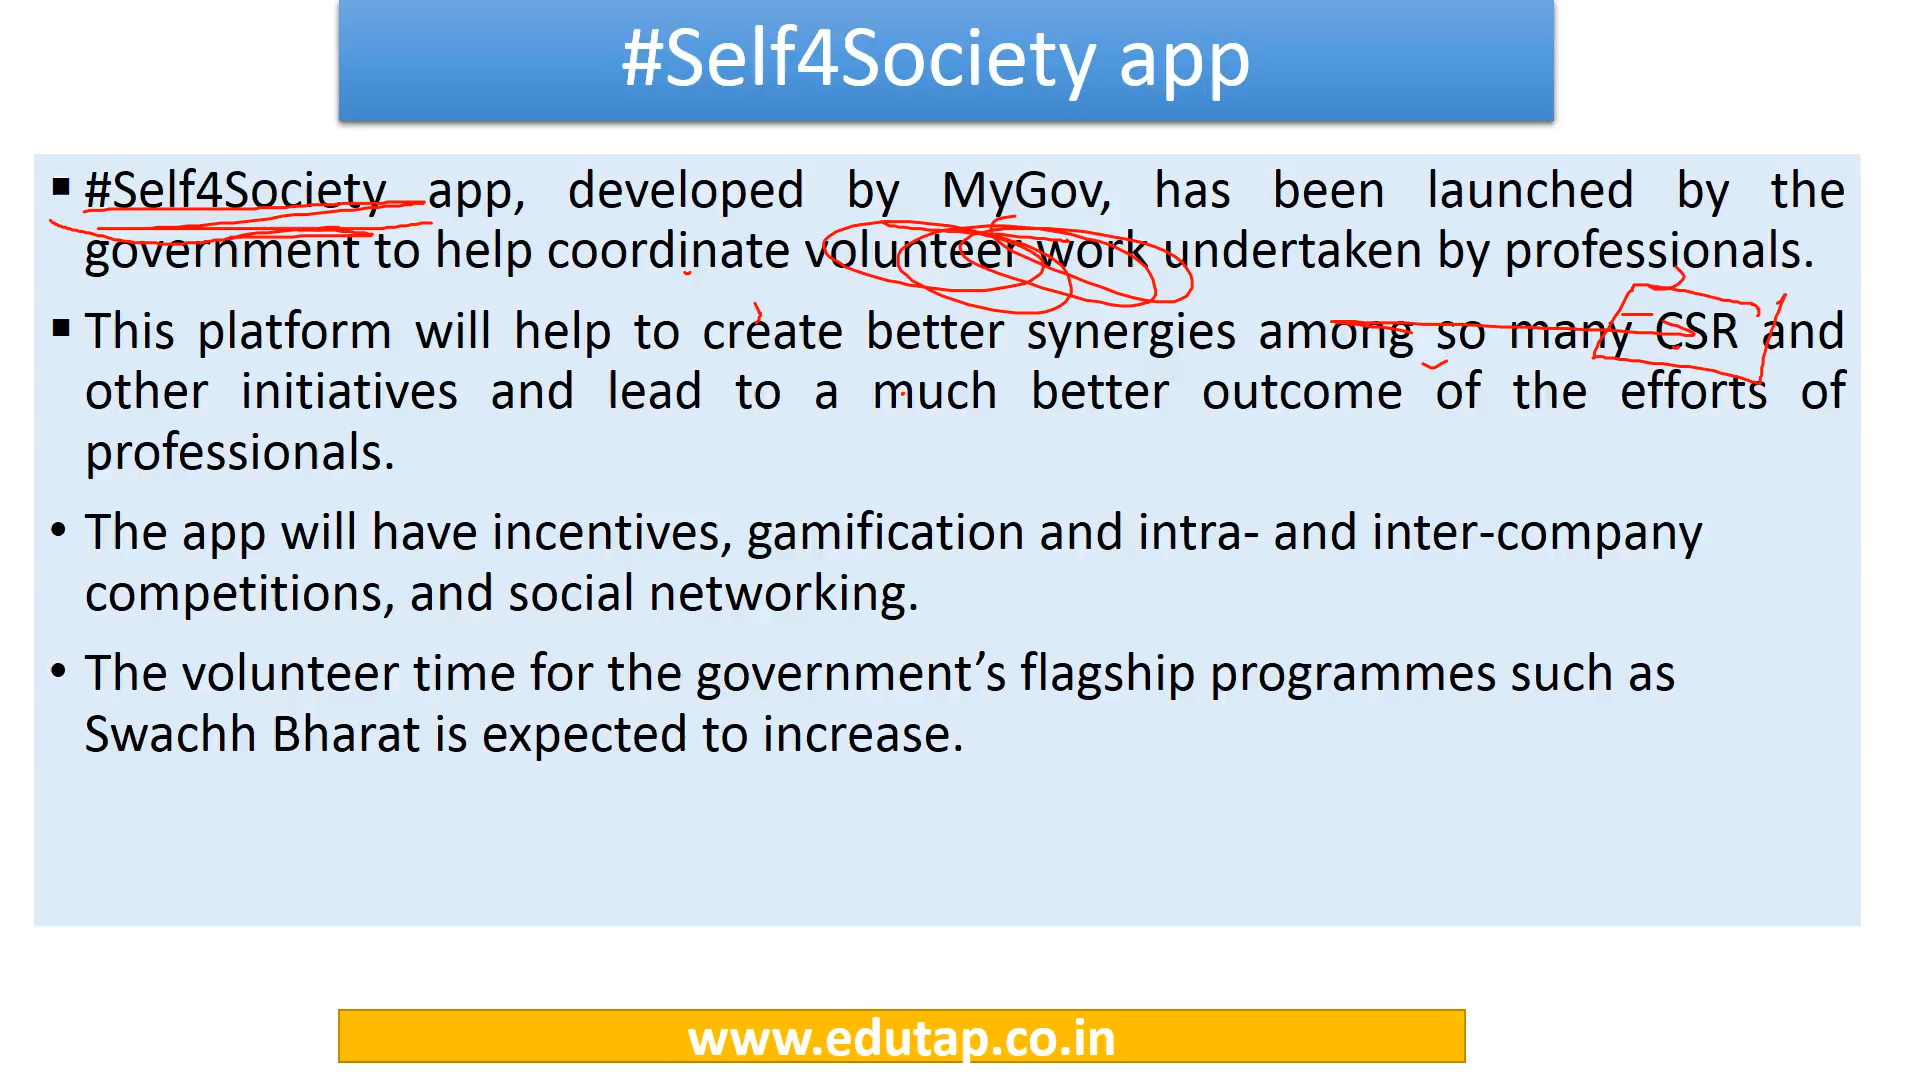 #Self4Society app
▪ #Self4Society app, developed by MyGov, has been launched by the
government to help coordinate volunteer work undertaken by professionals.
▪ This platform will help to create better synergies among so many CSR and
other initiatives and lead to a much better outcome of the efforts of
professionals.
• The app will have incentives, gamification and intra- and inter-company
competitions, and social networking.
• The volunteer time for the government’s flagship programmes such as
Swachh Bharat is expected to increase.
www.edutap.co.in